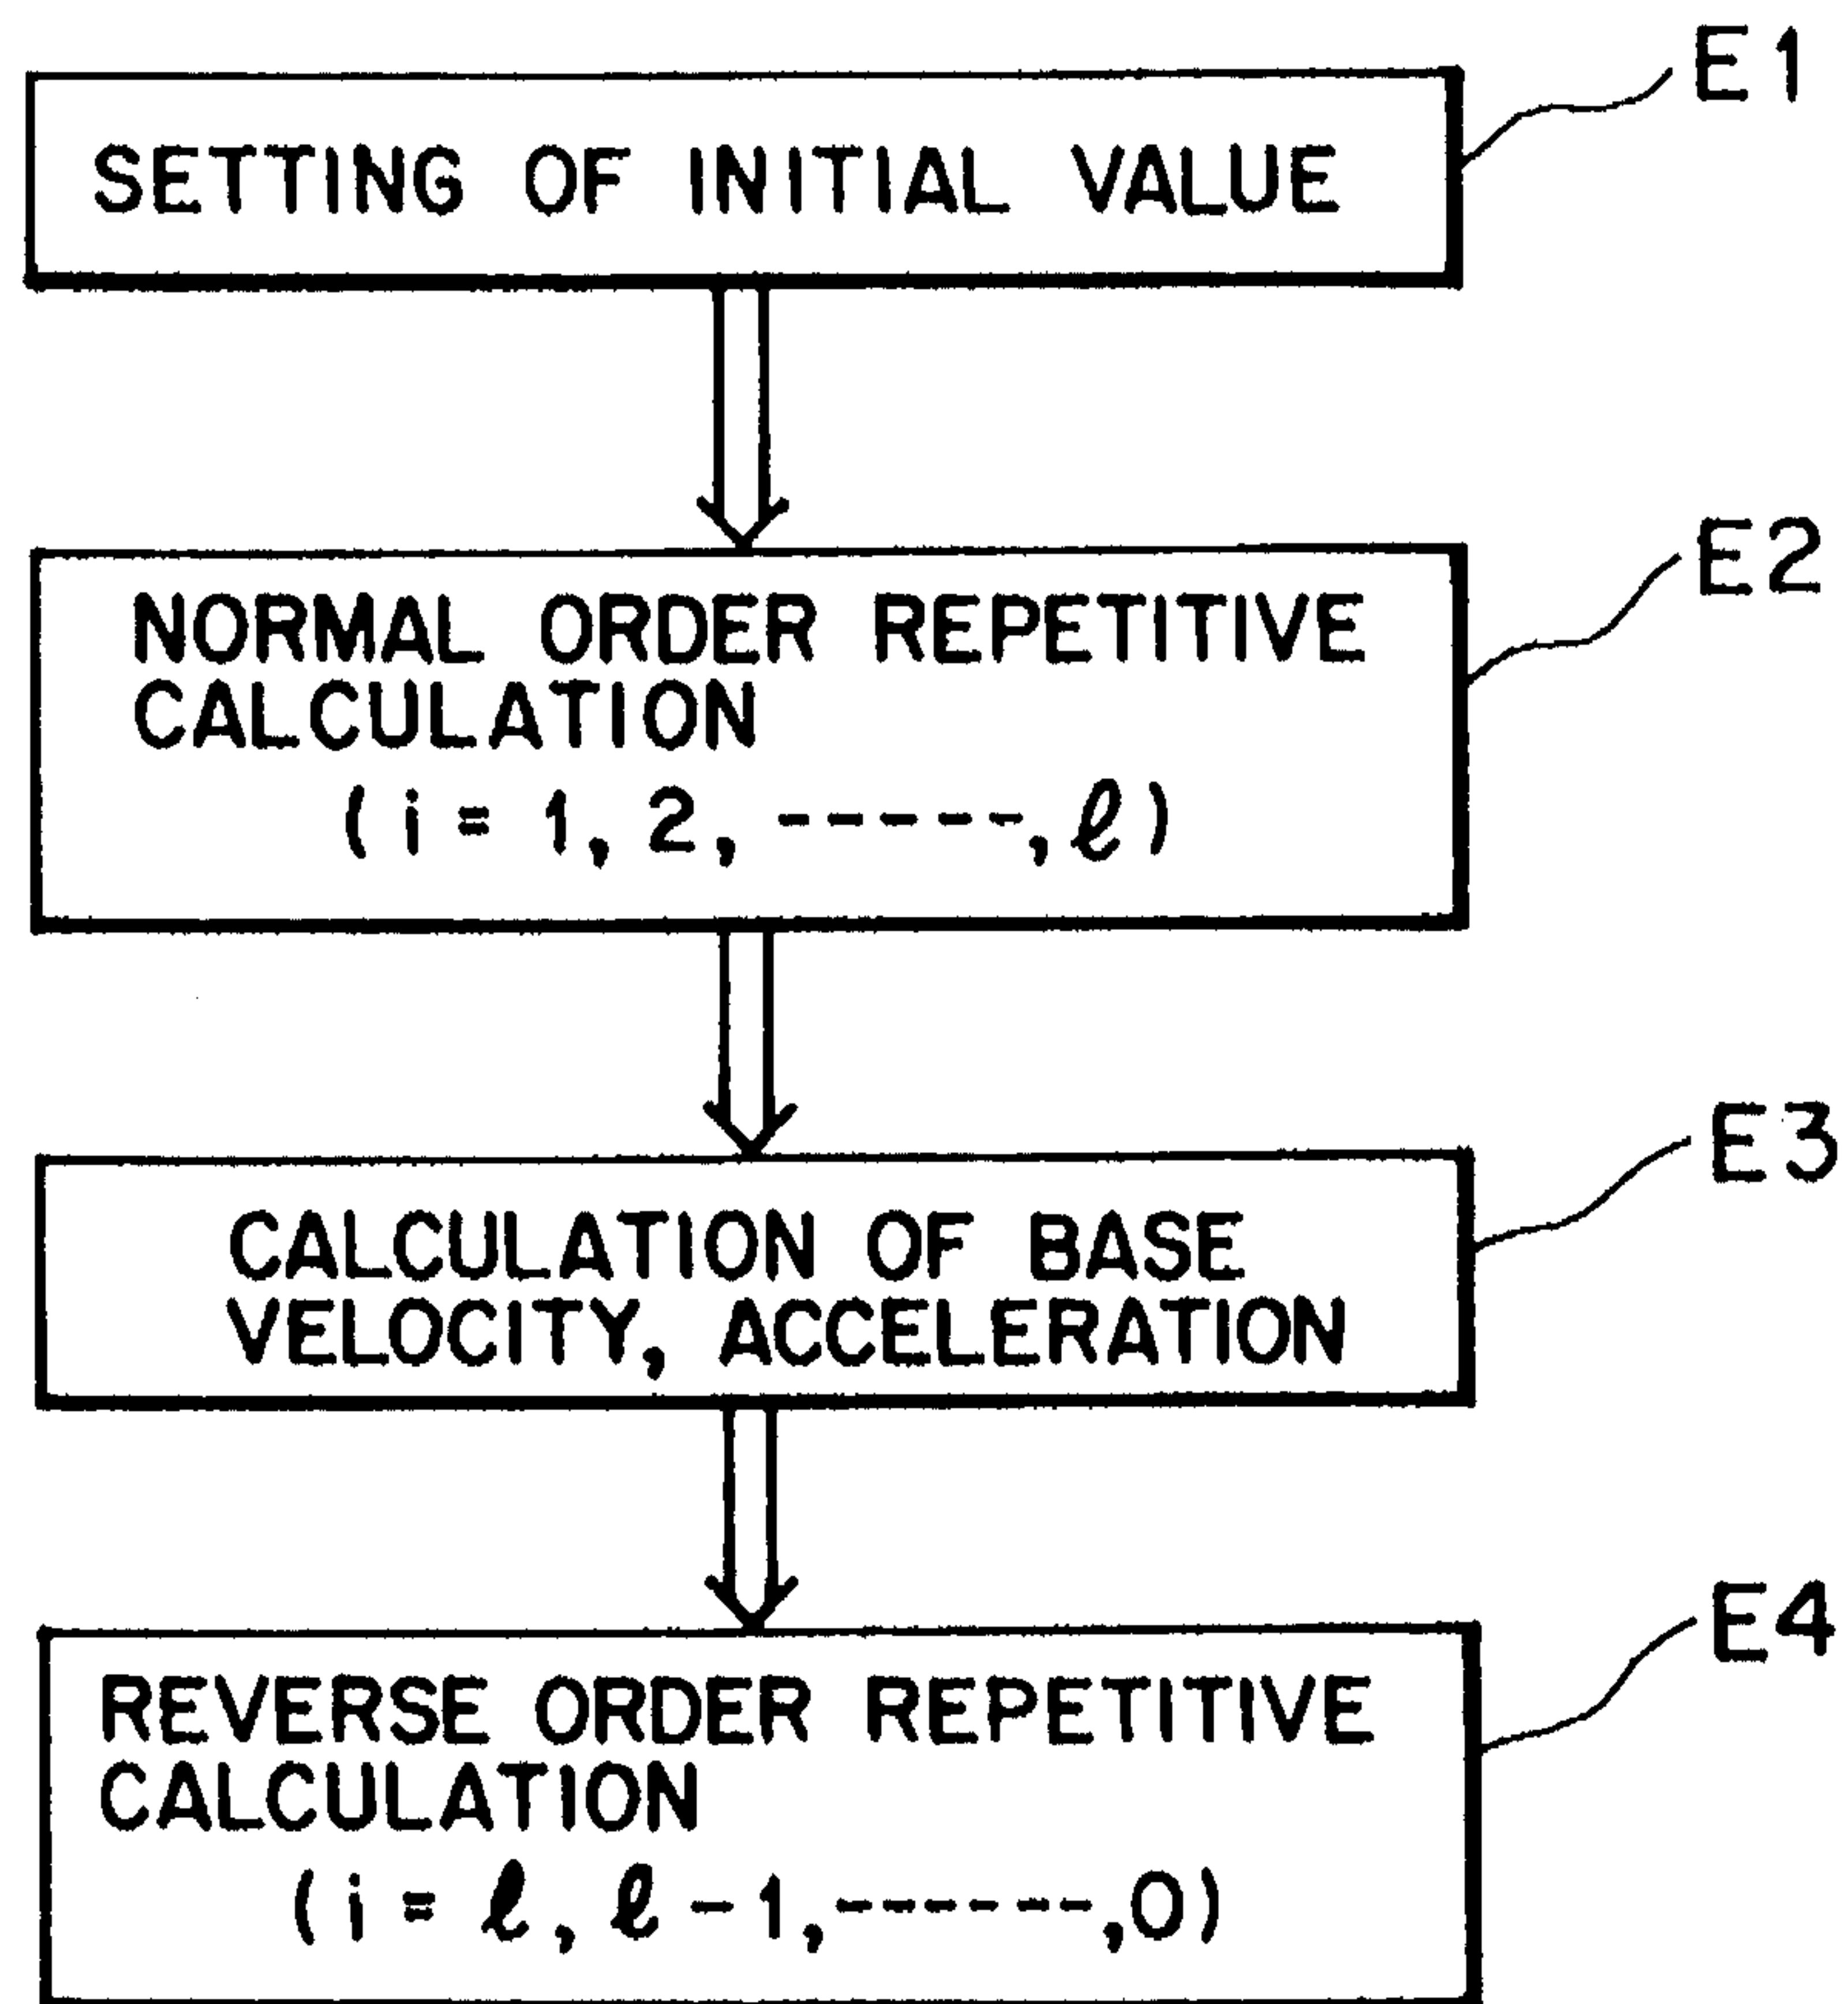 E1
SETTING OF INITIAL VALUE
E2
NORMAL ORDER REPETITIVE
CALCULATION
( i = 1, 2, -----, ℓ )
E3
CALCULATION OF BASE
VELOCITY, ACCELERATION
E4
REVERSE ORDER REPETITIVE
CALCULATION
( i = ℓ, ℓ - 1, ------, 0 )